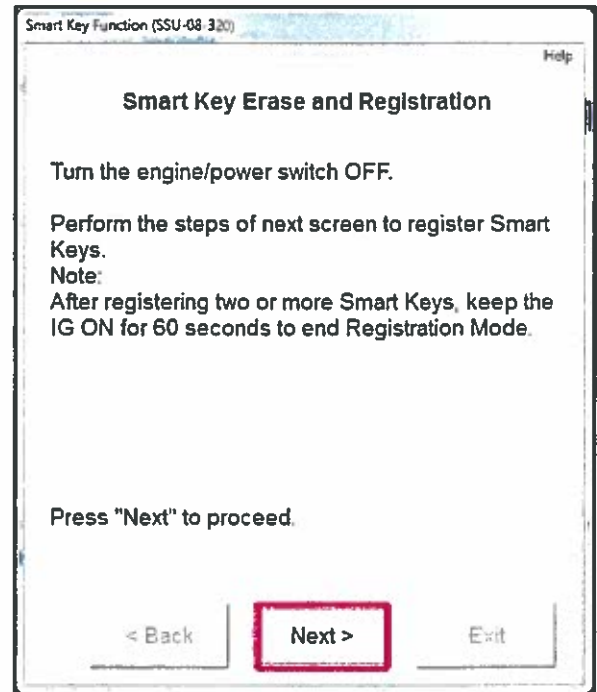 Smart Key Function (SSU-08-320)
Help
Smart Key Erase and Registration
Turn the engine/power switch OFF.
Perform the steps of next screen to register Smart
Keys.
Note:
After registering two or more Smart Keys, keep the
IG ON for 60 seconds to end Registration Mode.
Press "Next" to proceed.
< Back
Next >
Exit